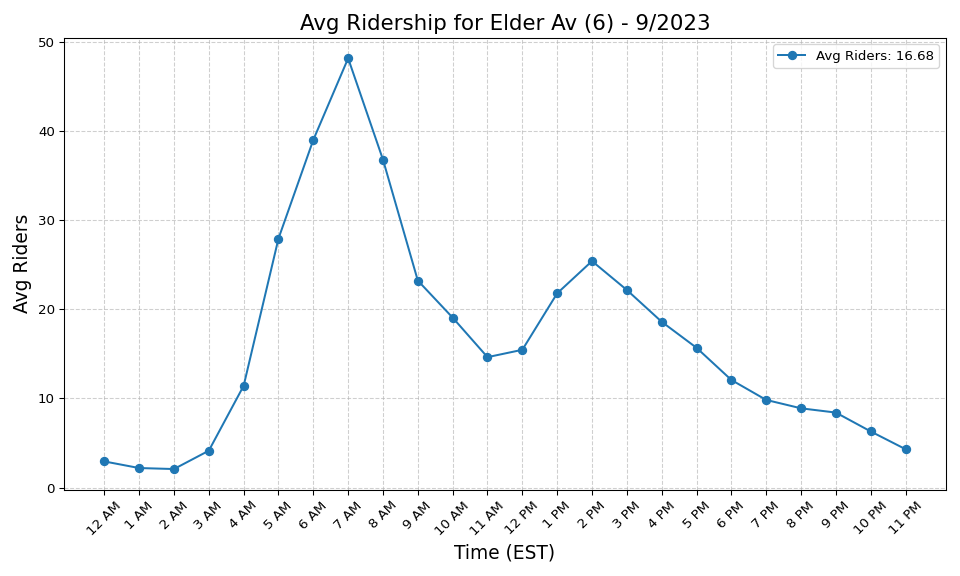 Avg Ridership for Elder Av (6) - 9/2023
Avg Riders: 16.68
Avg Riders
50
40
30
20
10
0
12 AM
1 AM
2 AM
3 AM
4 AM
5 AM
6 AM
7 AM
8 AM
9 AM
10 AM
11 AM
12 PM
1 PM
2 PM
3 PM
4 PM
5 PM
6 PM
7 PM
8 PM
9 PM
10 PM
11 PM
Time (EST)